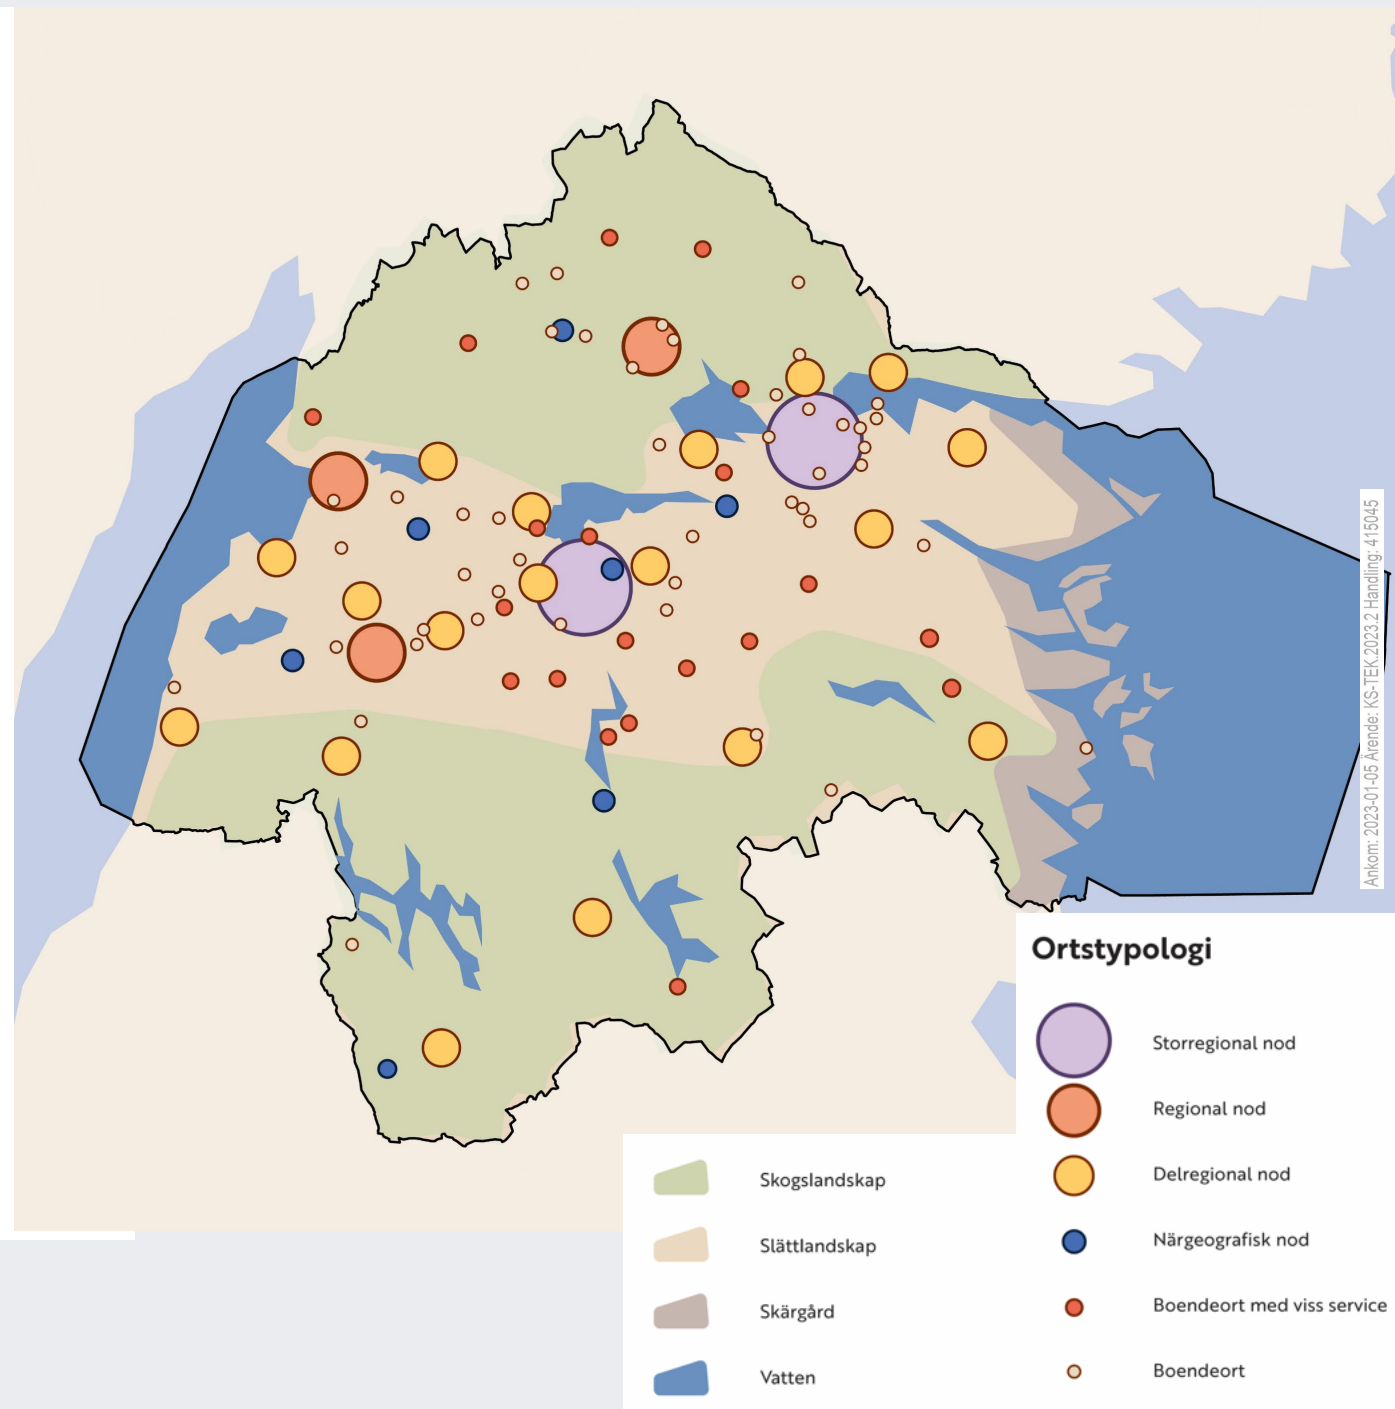 Ankom: 2023-01-05 Ärende: KS-TEK.2023.2 Handling: 415045
Ortstypologi
Storregional nod
Regional nod
Delregional nod
Närgeografisk nod
Boendeort med viss service
Boendeort
Skogslandskap
Slättlandskap
Skärgård
Vatten